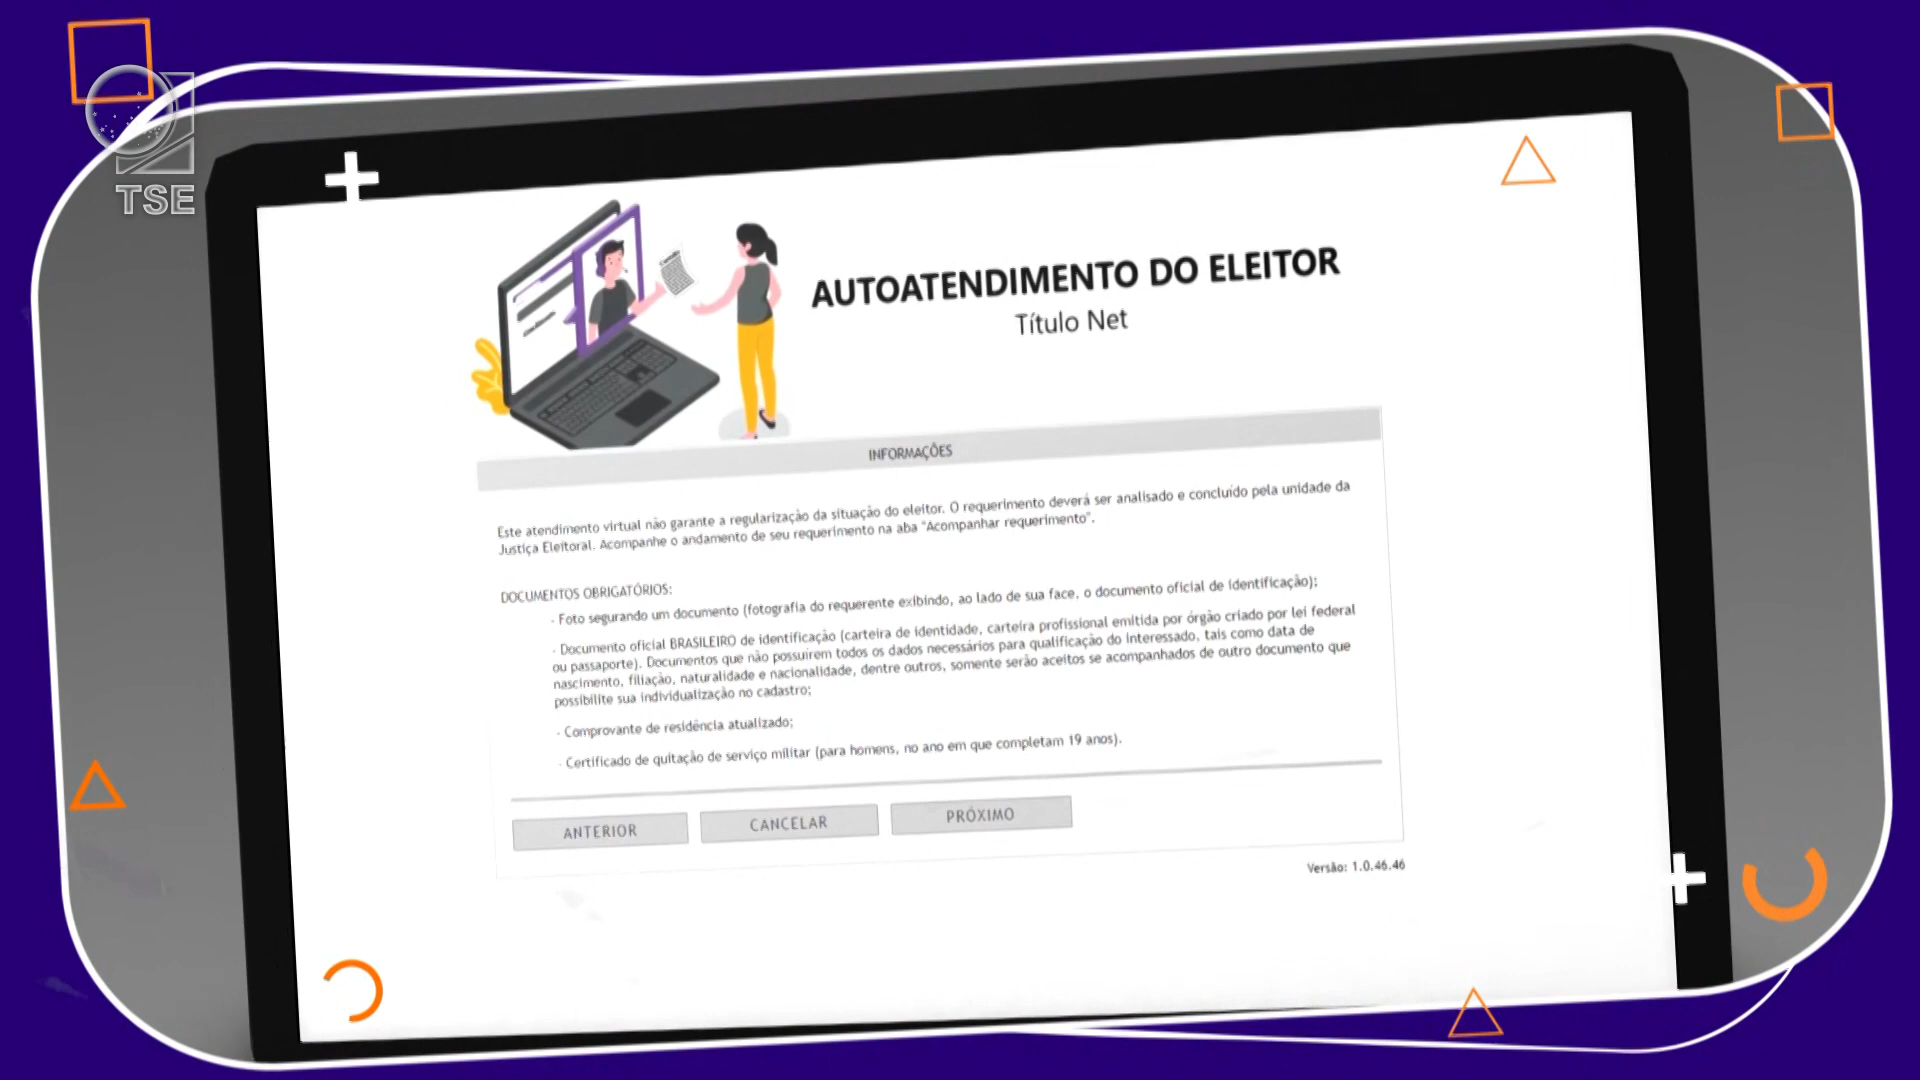 TSE
AUTOATENDIMENTO DO ELEITOR
Título Net
INFORMAÇÕES
Este atendimento virtual não garante a regularização da situação do eleitor. O requerimento deverá ser analisado e concluído pela unidade da
Justiça Eleitoral. Acompanhe o andamento de seu requerimento na aba "Acompanhar requerimento".
DOCUMENTOS OBRIGATÓRIOS:
- Foto segurando um documento (fotografia do requerente exibindo, ao lado de sua face, o documento oficial de identificação);
- Documento oficial BRASILEIRO de identificação (carteira de identidade, carteira profissional emitida por órgão criado por lei federal
ou passaporte). Documentos que não possuírem todos os dados necessários para qualificação do interessado, tais como data de
nascimento, filiação, naturalidade e nacionalidade, dentre outros, somente serão aceitos se acompanhados de outro documento que
possibilite sua individualização no cadastro;
- Comprovante de residência atualizado;
- Certificado de quitação de serviço militar (para homens, no ano em que completam 19 anos).
ANTERIOR
CANCELAR
PRÓXIMO
Versão: 1.0.46.46